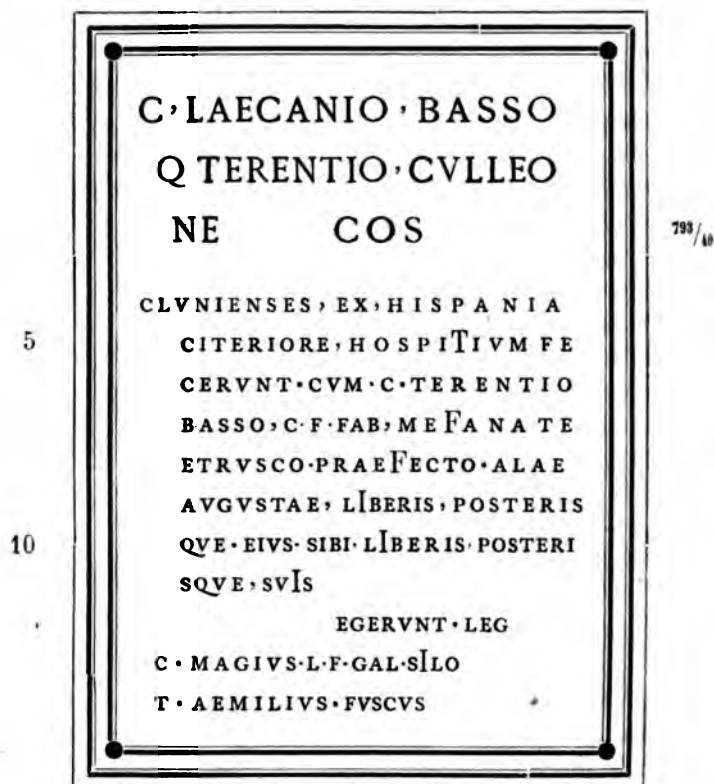 C, LAECANIO, BASSO
Q TERENTIO, CVLLEO
NE COS
793/40
CLVNIENSES, EX, HISPANIA
5 CITERIORE, HOSPITIVM FE
CERVNT·CVM·C·TERENTIO
BASSO, C·F·FAB, MEFANATE
ETRVSCO·PRAEFECTO·ALAE
AVGVSTAE, LIBERIS, POSTERIS
10 QVE·EIVS·SIBI·LIBERIS·POSTERI
SQVE, SVIS
EGERVNT·LEG
C·MAGIVS·L·F·GAL·SILO
T·AEMILIVS·FVSCVS